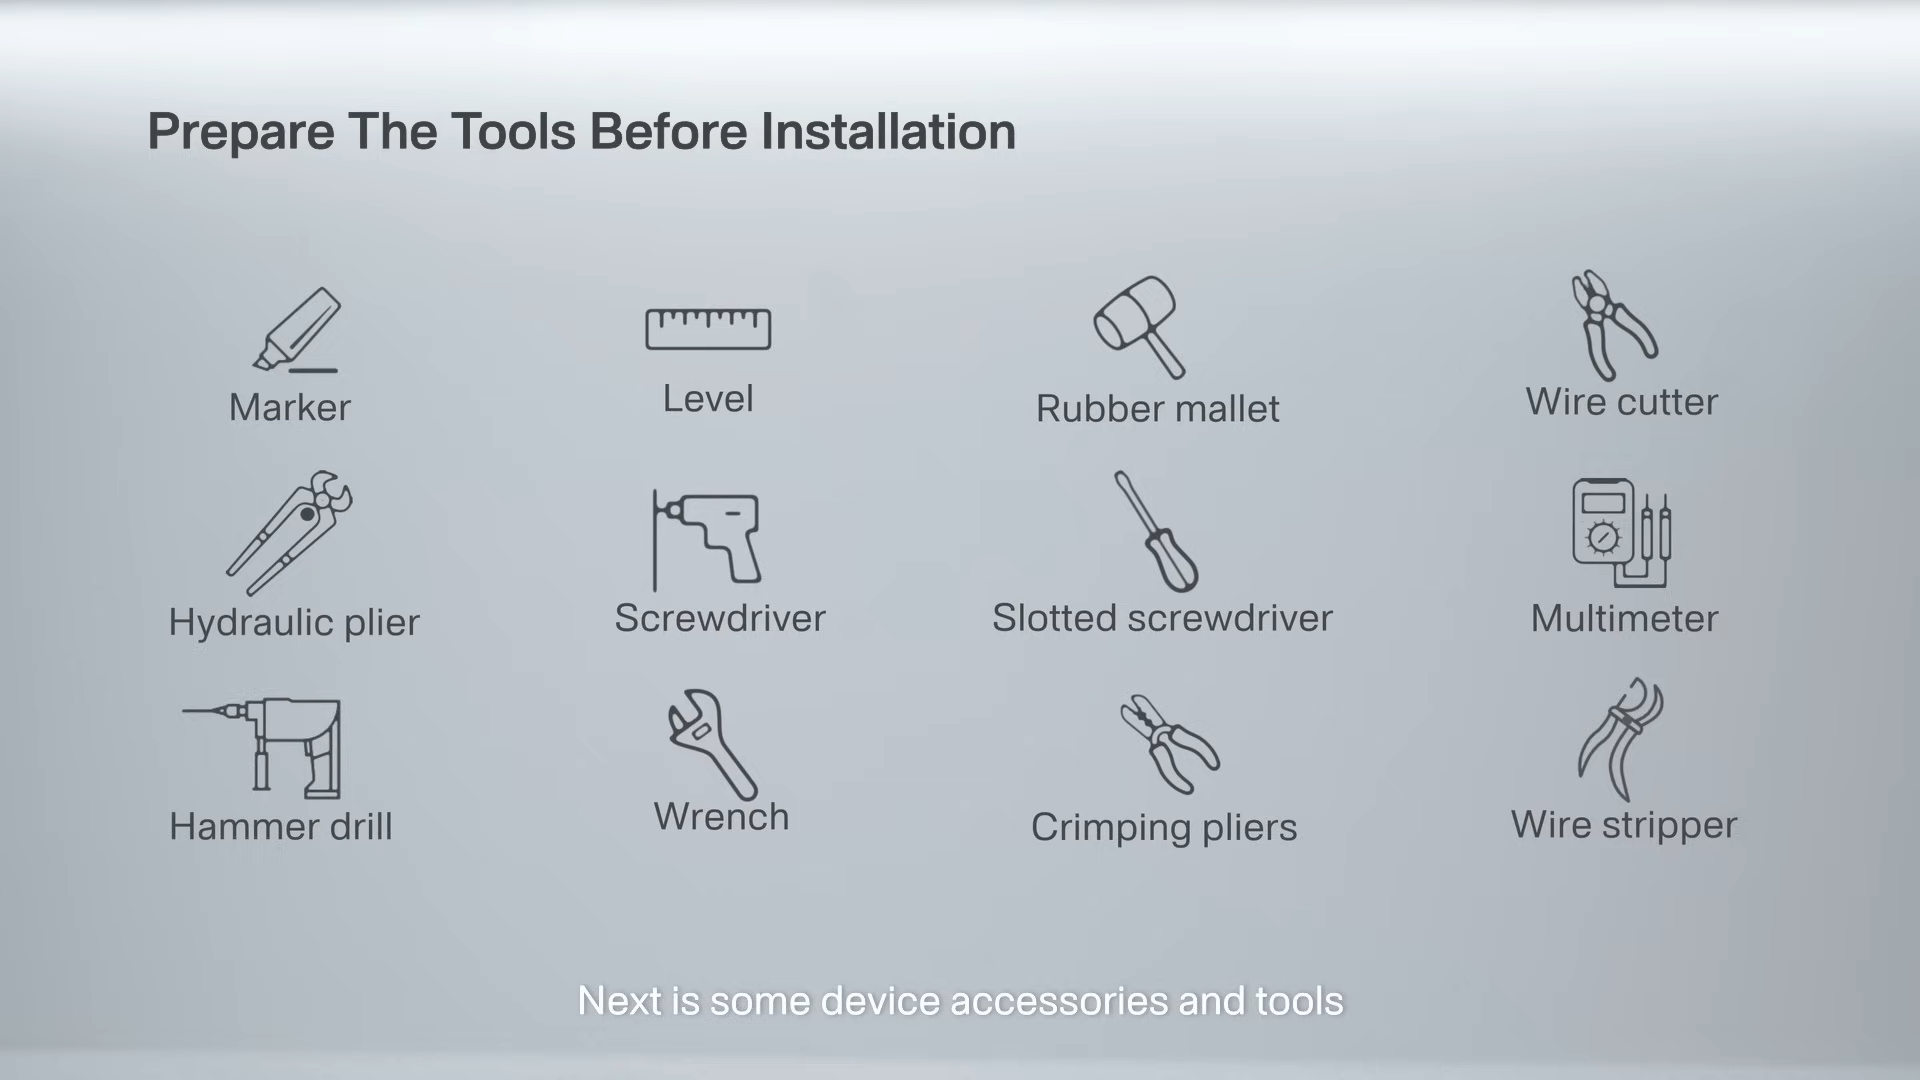 Prepare The Tools Before Installation
Marker
Level
Rubber mallet
Wire cutter
Hydraulic plier
Screwdriver
Slotted screwdriver
Multimeter
Hammer drill
Wrench
Crimping pliers
Wire stripper
Next is some device accessories and tools